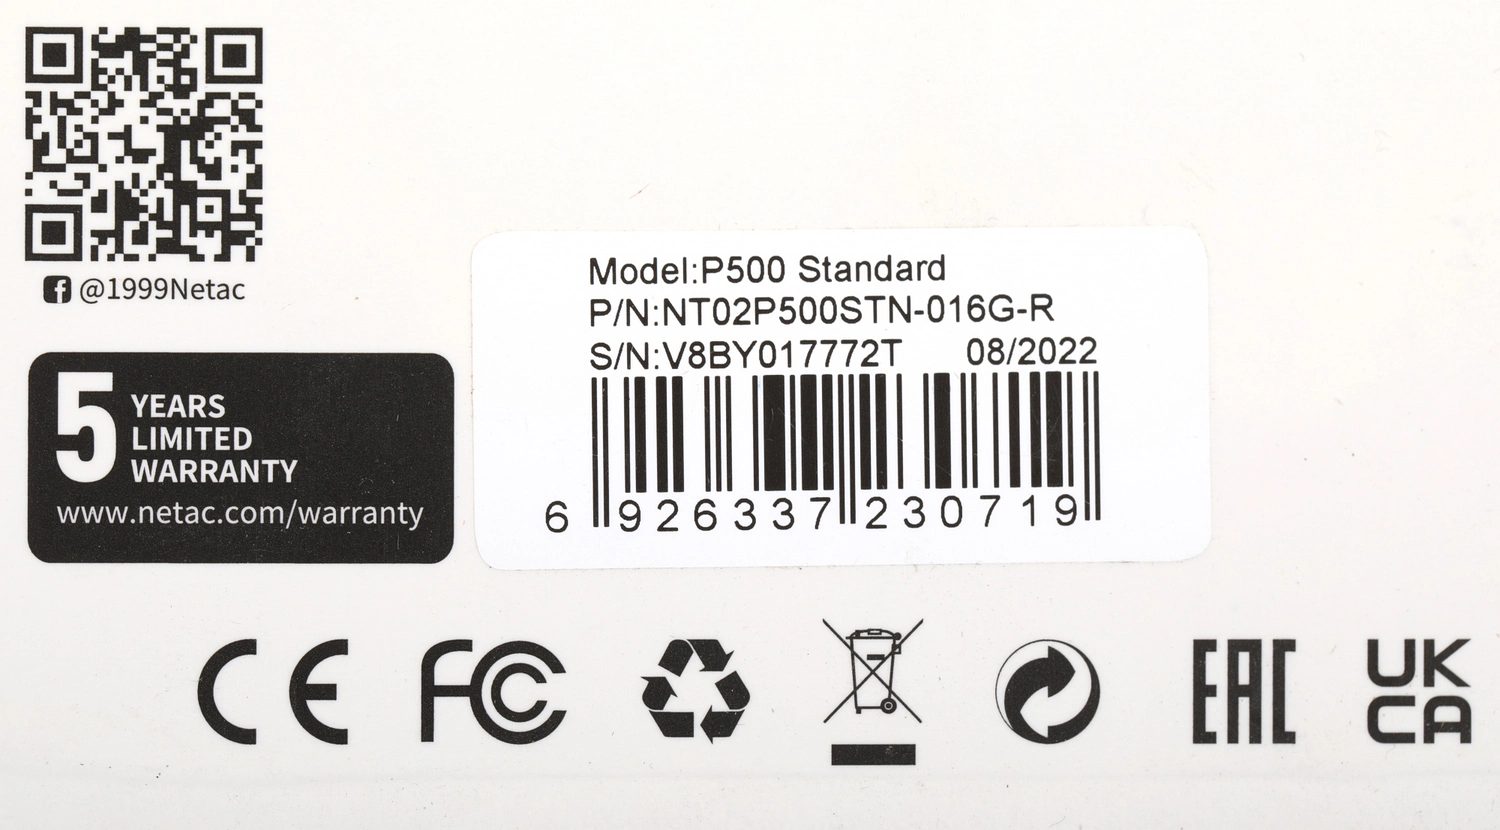 @1999Netac
5 YEARS
LIMITED
WARRANTY
www.netac.com/warranty
Model:P500 Standard
P/N:NT02P500STN-016G-R
S/N:V8BY017772T 08/2022
6 926337 230719
CE FC EAC UK
CA